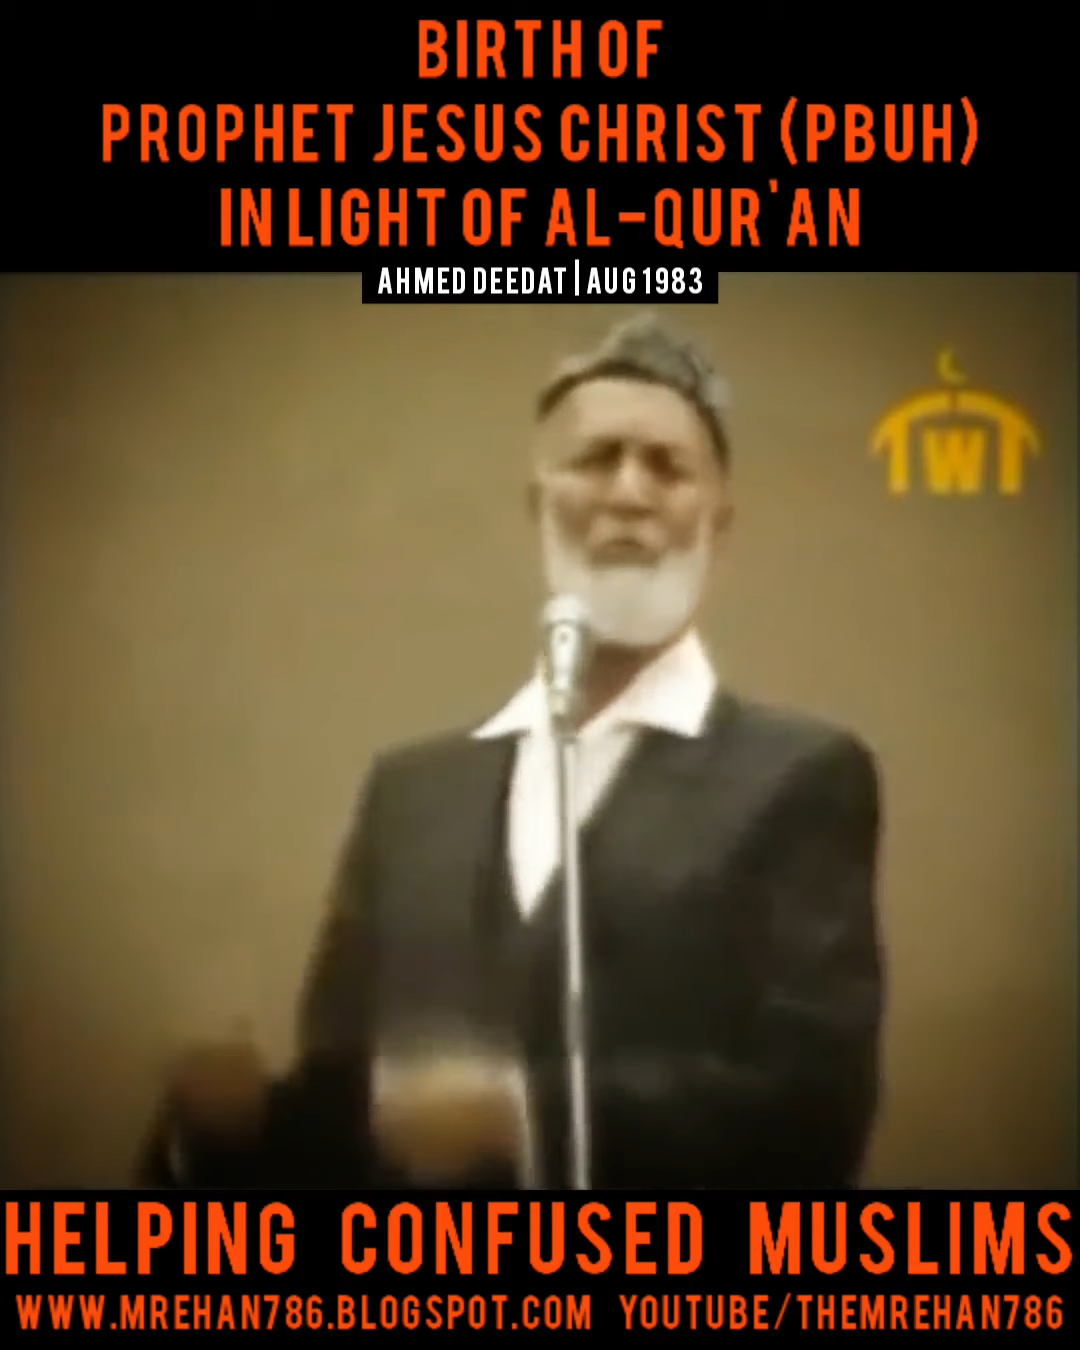 BIRTH OF
PROPHET JESUS CHRIST (PBUH)
IN LIGHT OF AL-QUR'AN
AHMED DEEDAT | AUG 1983
W
HELPING CONFUSED MUSLIMS
WWW.MREHAN786.BLOGSPOT.COM YOUTUBE/THEMREHAN786